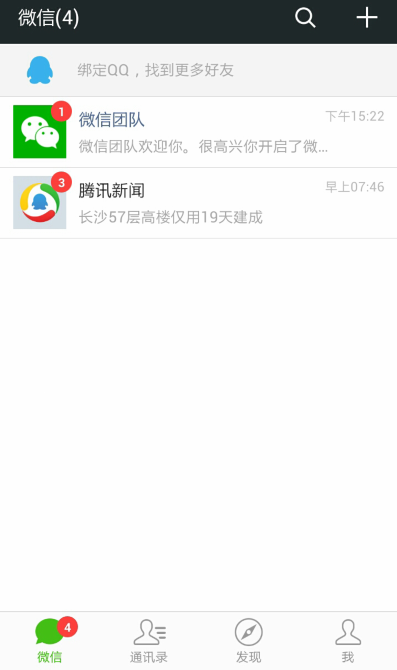 微信(4)
绑定QQ，找到更多好友
1
微信团队
下午15:22
微信团队欢迎你。很高兴你开启了微...
3
腾讯新闻
早上07:46
长沙57层高楼仅用19天建成
4
微信
通讯录
发现
我